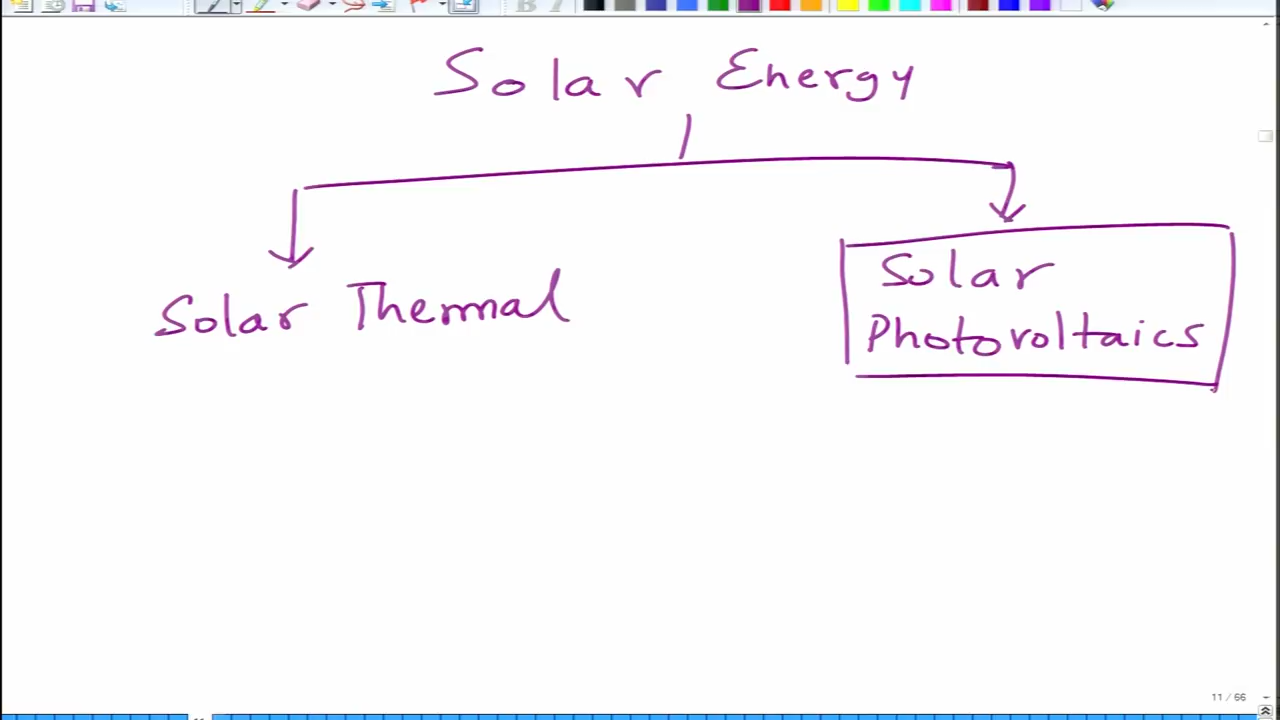 Solar Energy
Solar Thermal
Solar
Photovoltaics
11 / 66